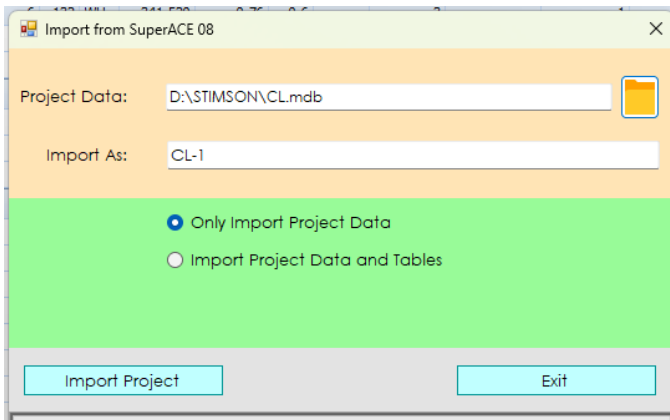 Import from SuperACE 08
Project Data: D:\STIMSON\CL.mdb
Import As: CL-1
Only Import Project Data
Import Project Data and Tables
Import Project Exit